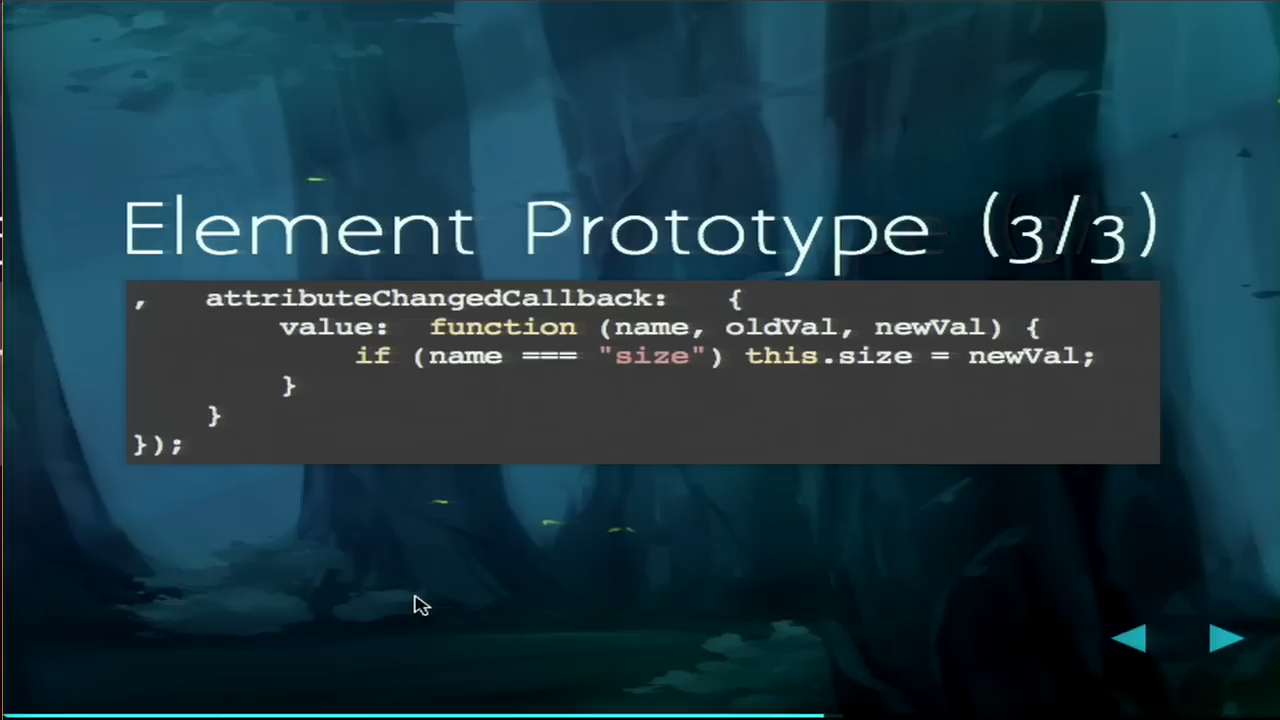 Element Prototype (3/3)
,    attributeChangedCallback:    {
          value:   function (name, oldVal, newVal) {
               if (name === "size") this.size = newVal;
          }
     }
});